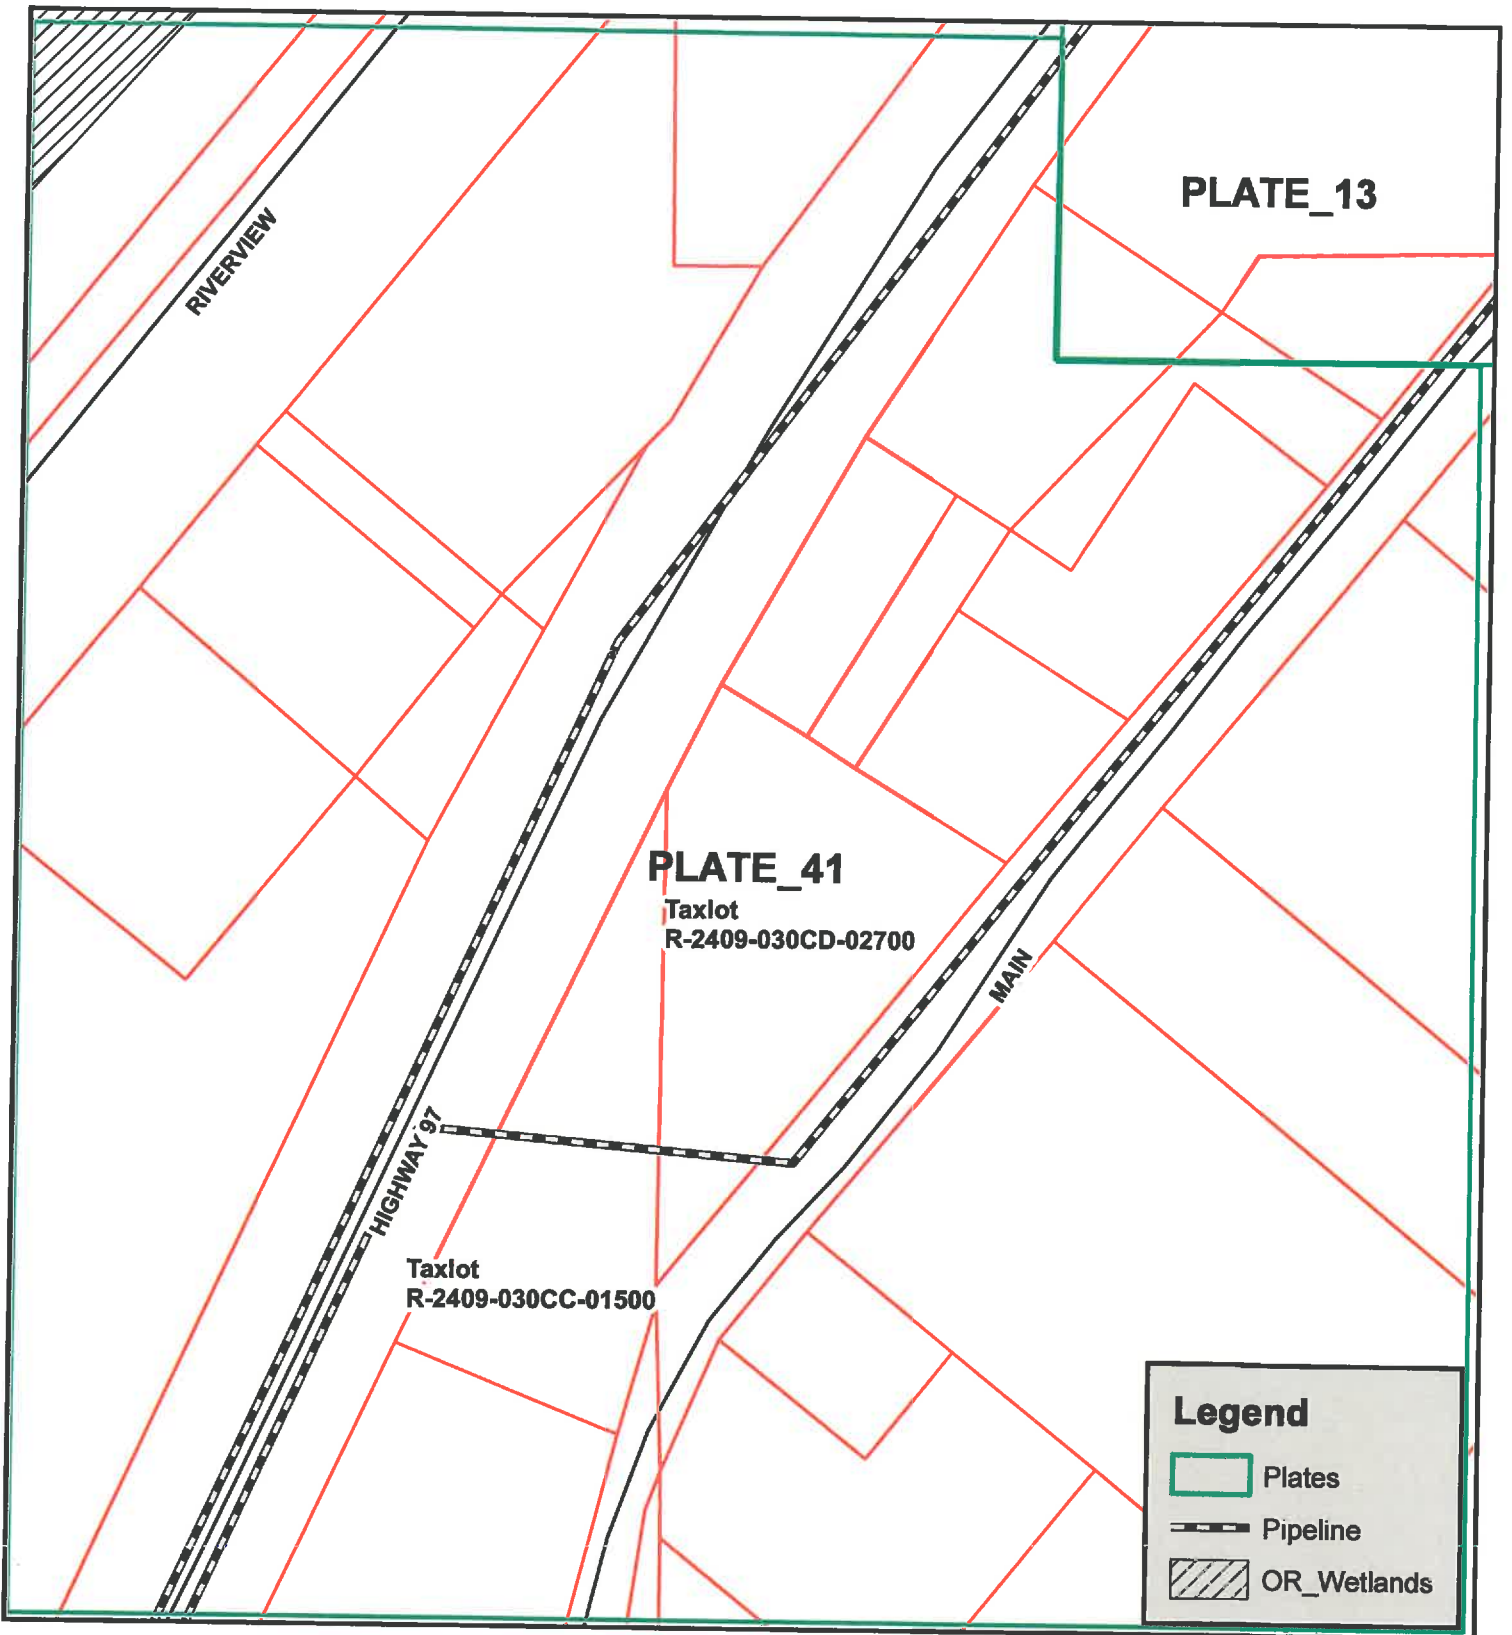 PLATE_13
RIVERVIEW
PLATE_41
Taxlot
R-2409-030CD-02700
MAIN
HIGHWAY 97
Taxlot
R-2409-030CC-01500
Legend
Plates
Pipeline
OR_Wetlands